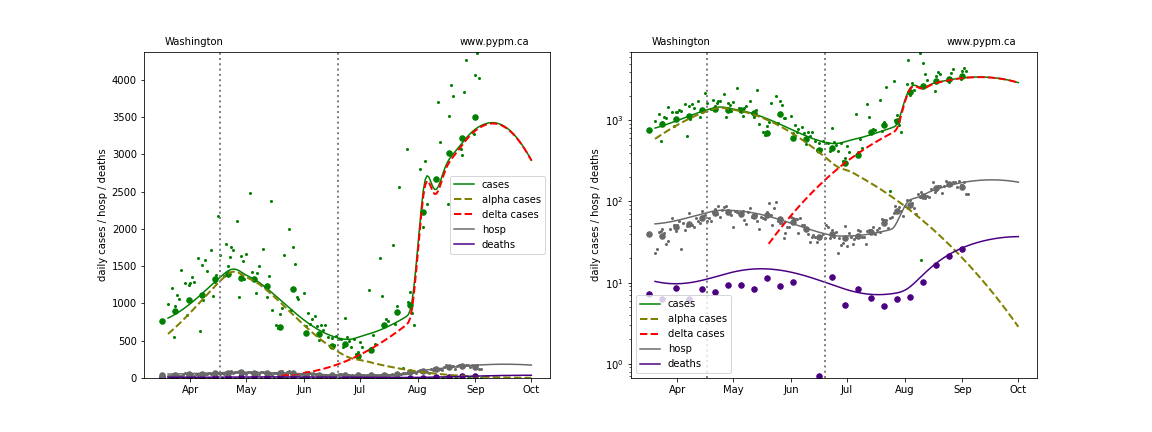 Washington
www.pypm.ca
daily cases / hosp / deaths
4000
3500
3000
2500
2000
1500
1000
500
0
cases
alpha cases
delta cases
hosp
deaths
Apr
May
Jun
Jul
Aug
Sep
Oct
Washington
www.pypm.ca
daily cases / hosp / deaths
10³
10²
10¹
10⁰
cases
alpha cases
delta cases
hosp
deaths
Apr
May
Jun
Jul
Aug
Sep
Oct